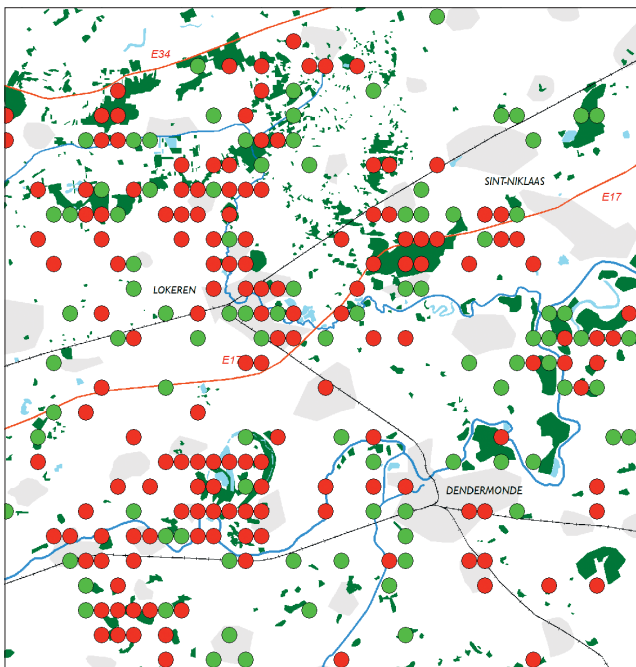 E34
SINT-NIKLAAS
E17
LOKEREN
E17
DENDERMONDE